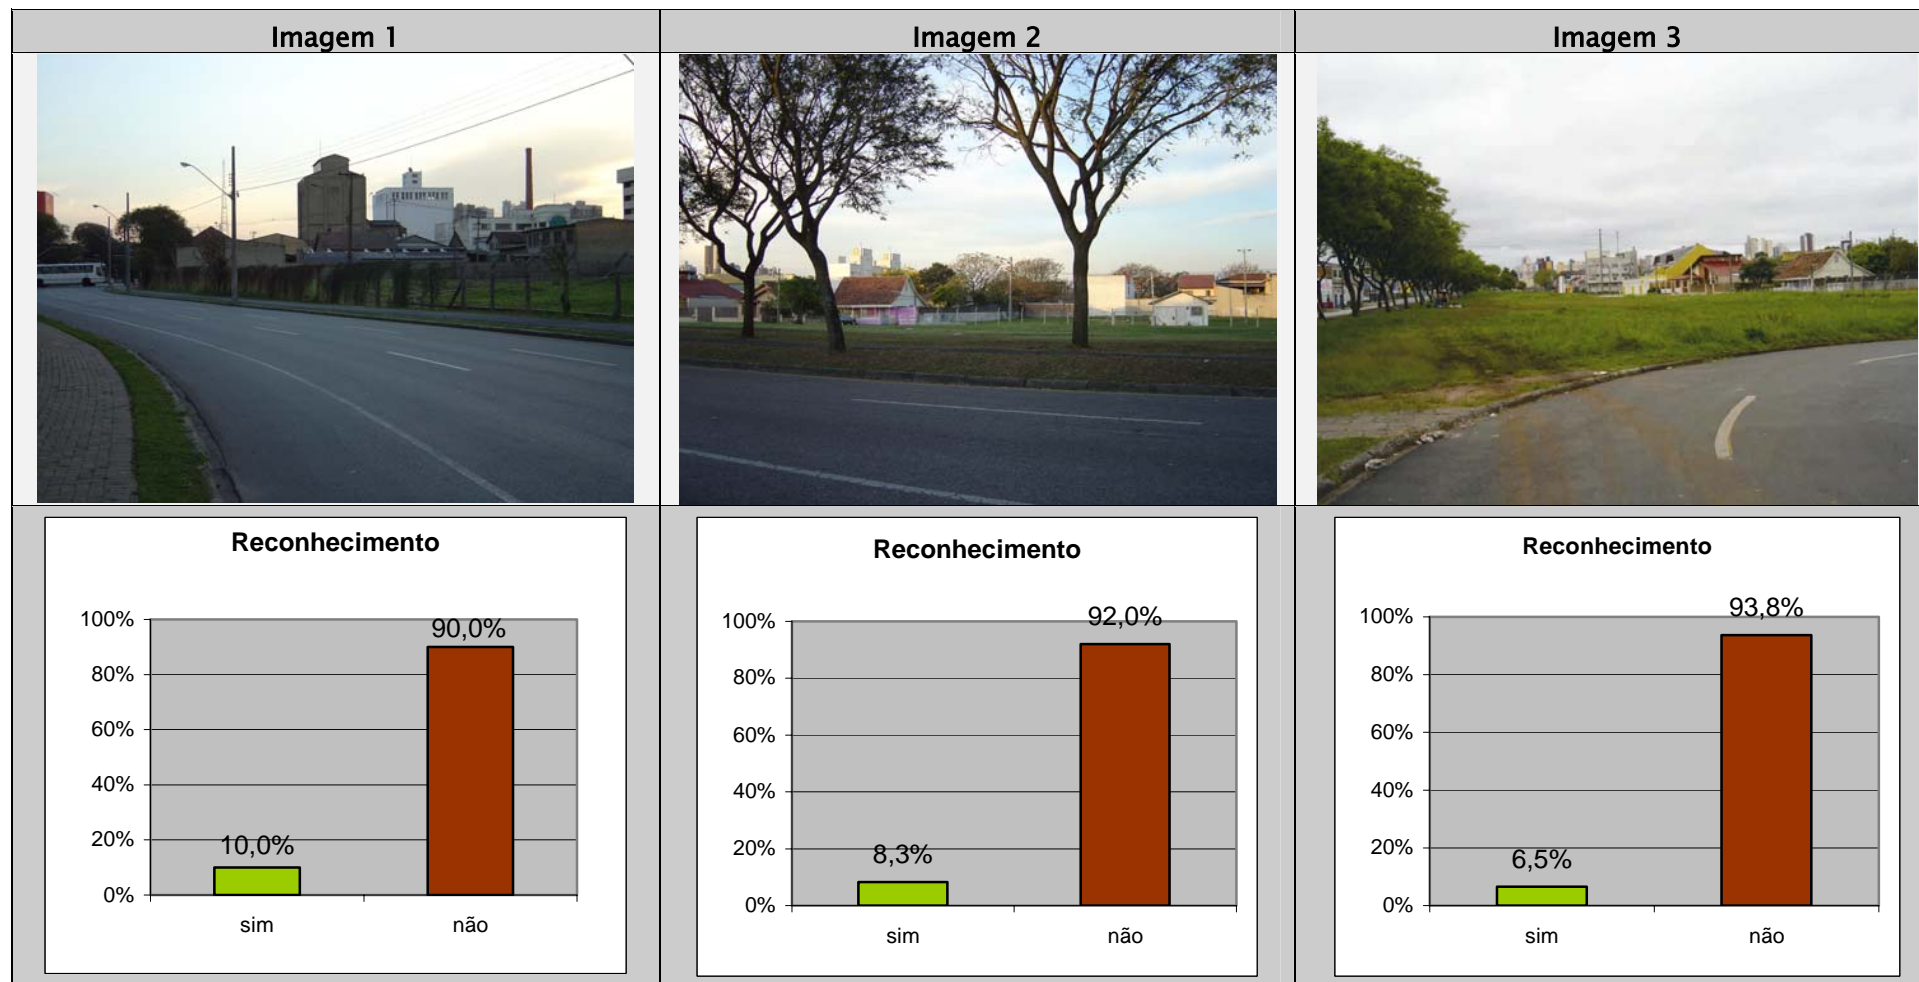 Imagem 1
Imagem 2
Imagem 3
Reconhecimento
100%
80%
60%
40%
20%
0%
10,0%
90,0%
sim
não
Reconhecimento
100%
80%
60%
40%
20%
0%
8,3%
92,0%
sim
não
Reconhecimento
100%
80%
60%
40%
20%
0%
6,5%
93,8%
sim
não